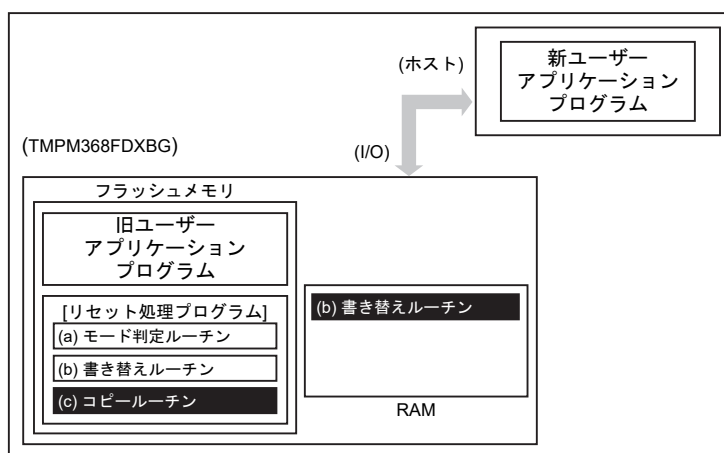 (ホスト)
新ユーザー
アプリケーション
プログラム
(TMPM368FDXBG)
(I/O)
フラッシュメモリ
旧ユーザー
アプリケーション
プログラム
[リセット処理プログラム]
(a) モード判定ルーチン
(b) 書き替えルーチン
(c) コピールーチン
(b) 書き替えルーチン
RAM